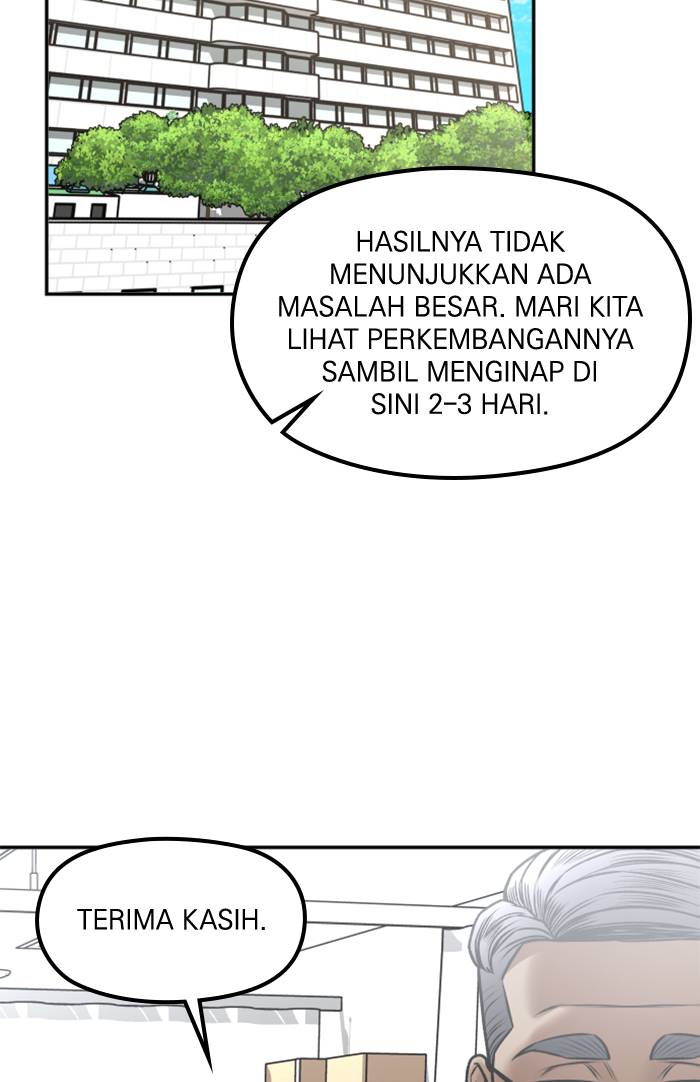 HASILNYA TIDAK
MENUNJUKKAN ADA
MASALAH BESAR. MARI KITA
LIHAT PERKEMBANGANNYA
SAMBIL MENGINAP DI
SINI 2-3 HARI.
TERIMA KASIH.